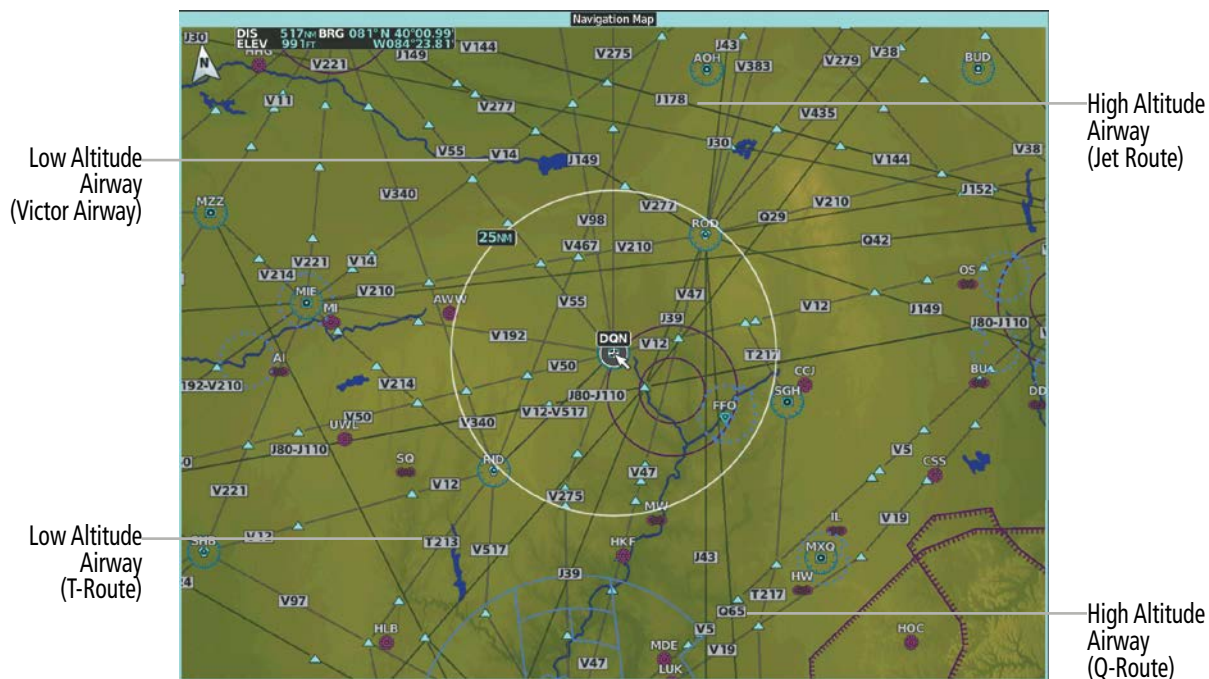 Navigation Map
DIS 517NM BRG 081° N 40°00.99'
ELEV 991FT W084°23.81'
N
J30
HHG
V221
J149
V144
V275
AOH
J43
V383
V279
V38
BUD
V11
V277
J178
V435
High Altitude
Airway
(Jet Route)
Low Altitude
Airway
(Victor Airway)
V55
V14
J149
J30
V144
V38
MZZ
V340
V277
J152
25NM
V98
ROD
Q29
V210
V467
V210
Q42
V221
V14
V214
V210
MIE
MI
AWW
V55
V47
OS
V12
J149
J39
J80-J110
V192
DQN
V12
T217
AI
V50
CCJ
BU
192-V210
V214
J80-J110
SGH
DD
V12-V517
FFO
V50
V340
UWL
V5
J80-J110
SQ
RID
V47
CSS
V221
V12
V275
MW
IL
V19
Low Altitude
Airway
(T-Route)
SHB
V12
T213
V517
HKF
J43
MXQ
J39
HW
V97
T217
Q65
High Altitude
Airway
(Q-Route)
HLB
V5
MDE
V19
HOC
V47
LUK